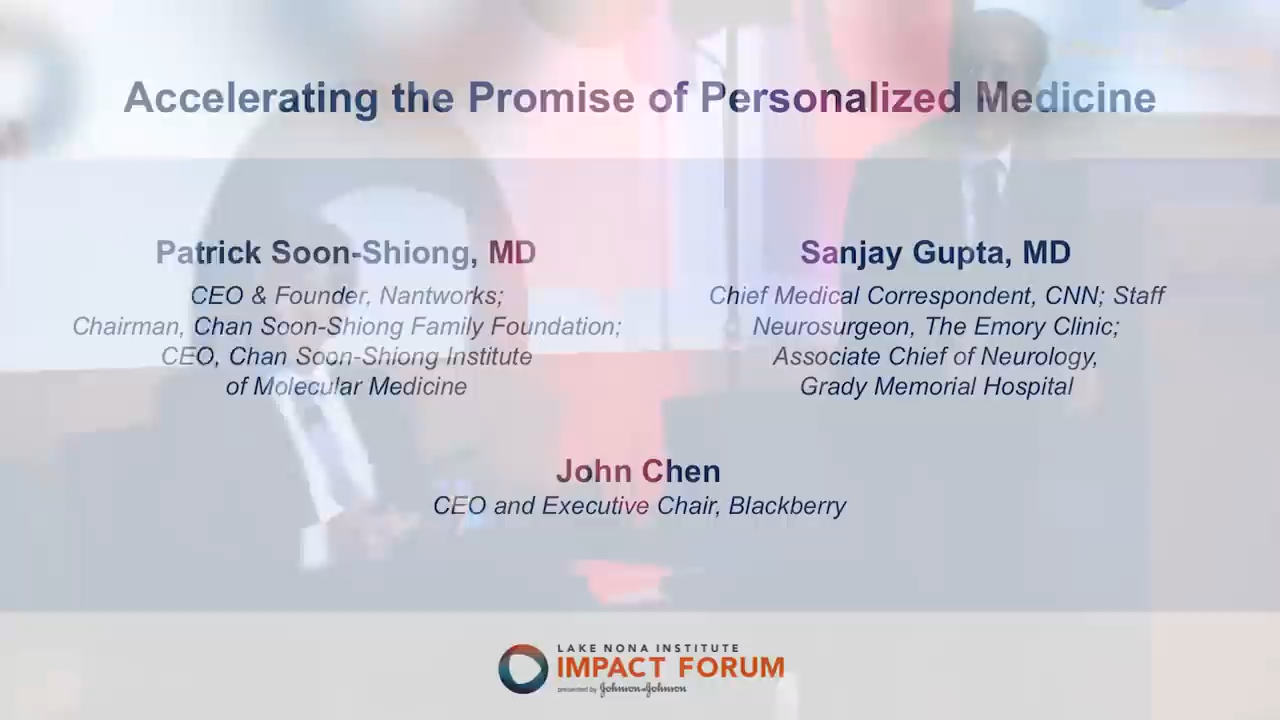 Accelerating the Promise of Personalized Medicine
Patrick Soon-Shiong, MD
CEO & Founder, Nantworks;
Chairman, Chan Soon-Shiong Family Foundation;
CEO, Chan Soon-Shiong Institute
of Molecular Medicine
Sanjay Gupta, MD
Chief Medical Correspondent, CNN; Staff
Neurosurgeon, The Emory Clinic;
Associate Chief of Neurology,
Grady Memorial Hospital
John Chen
CEO and Executive Chair, Blackberry
LAKE NONA INSTITUTE
IMPACT FORUM
presented by Johnson & Johnson